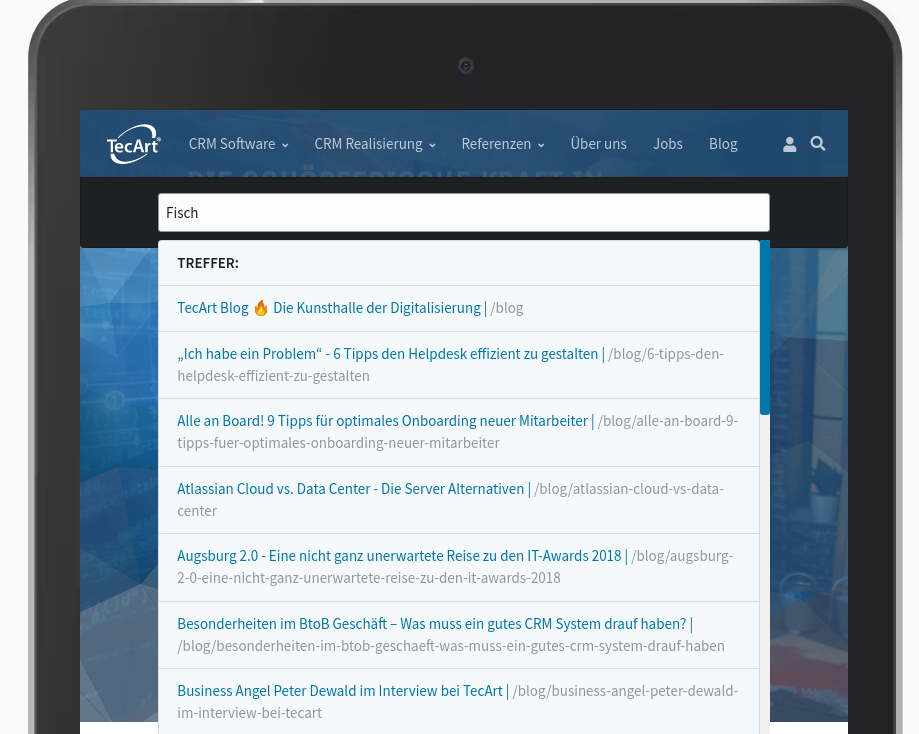 TecArt®
CRM Software
CRM Realisierung
Referenzen
Über uns
Jobs
Blog
DIE SCHÖPFERISCHE KRAFT IN
Fisch
TREFFER:
TecArt Blog 🔥 Die Kunsthalle der Digitalisierung | /blog
„Ich habe ein Problem“ - 6 Tipps den Helpdesk effizient zu gestalten | /blog/6-tipps-den-
helpdesk-effizient-zu-gestalten
Alle an Board! 9 Tipps für optimales Onboarding neuer Mitarbeiter | /blog/alle-an-board-9-
tipps-fuer-optimales-onboarding-neuer-mitarbeiter
Atlassian Cloud vs. Data Center - Die Server Alternativen | /blog/atlassian-cloud-vs-data-
center
Augsburg 2.0 - Eine nicht ganz unerwartete Reise zu den IT-Awards 2018 | /blog/augsburg-
2-0-eine-nicht-ganz-unerwartete-reise-zu-den-it-awards-2018
Besonderheiten im BtoB Geschäft – Was muss ein gutes CRM System drauf haben? |
/blog/besonderheiten-im-btob-geschaeft-was-muss-ein-gutes-crm-system-drauf-haben
Business Angel Peter Dewald im Interview bei TecArt | /blog/business-angel-peter-dewald-
im-interview-bei-tecart